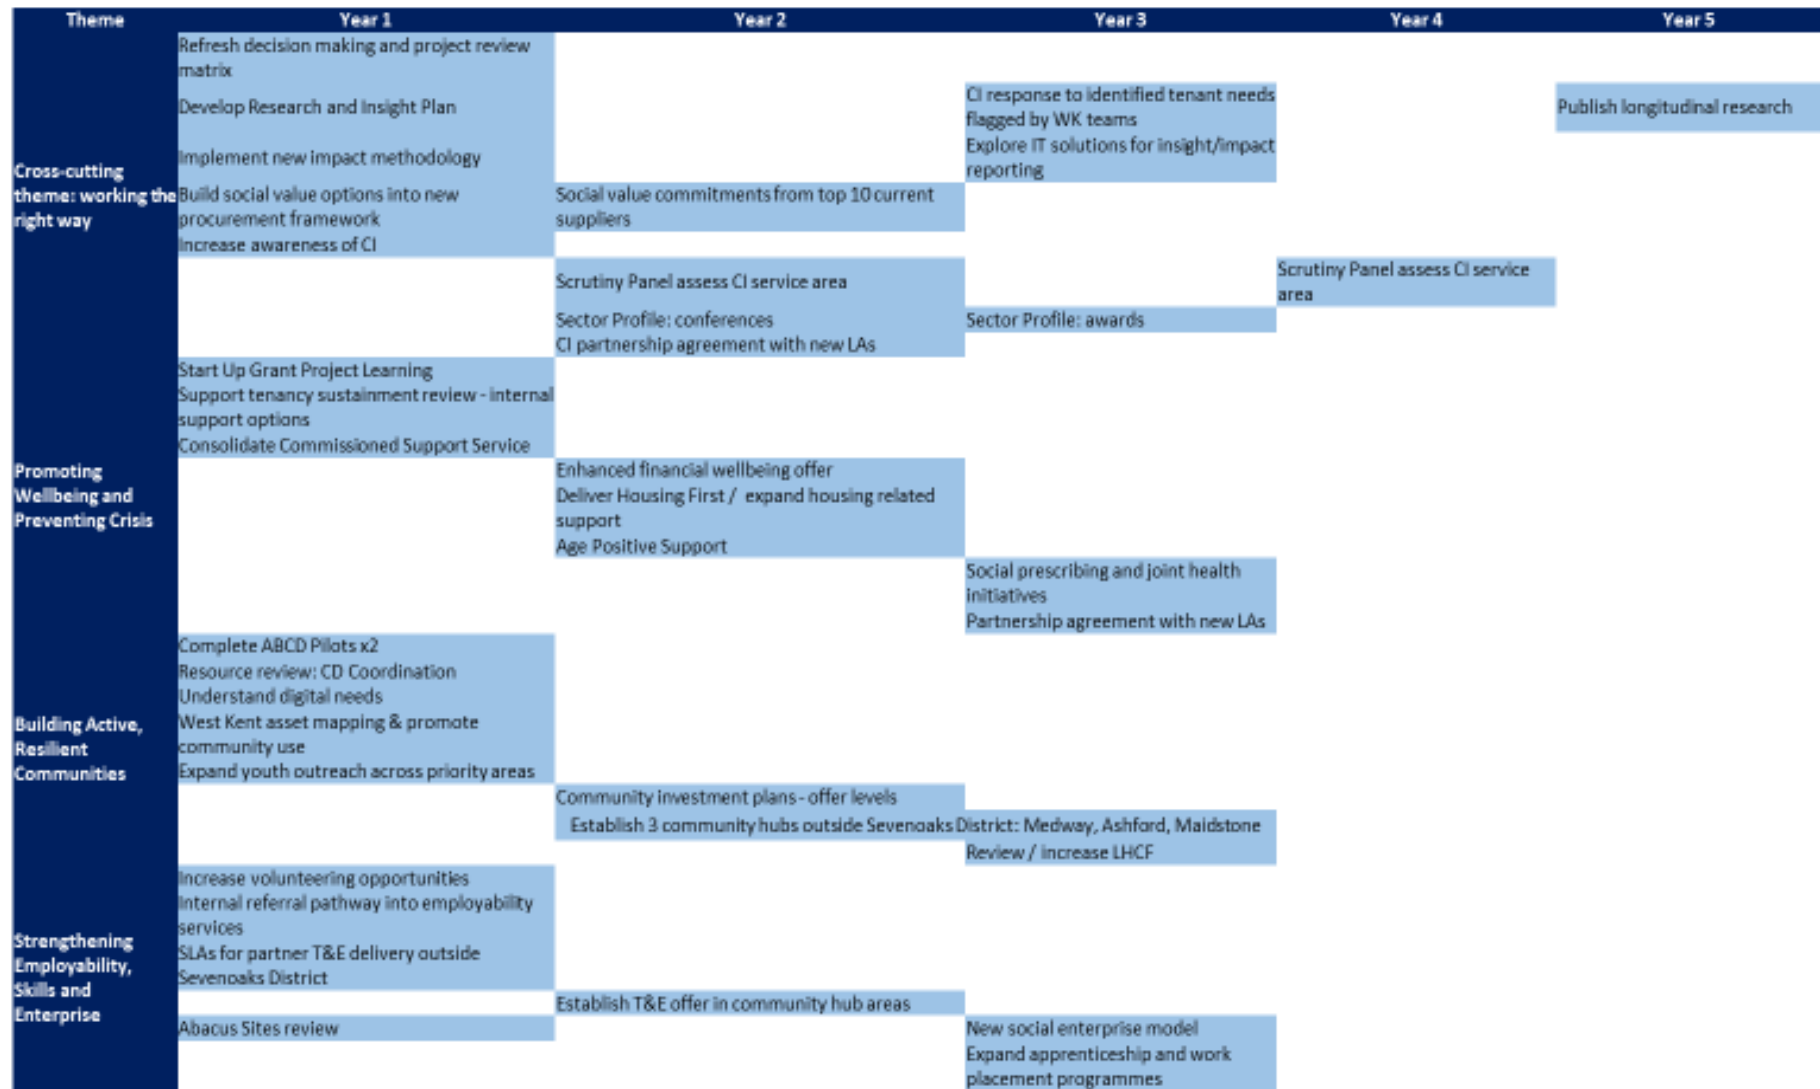 Theme Year 1 Year 2 Year 3 Year 4 Year 5
Cross-cutting
theme: working the
right way
Refresh decision making and project review
matrix
Develop Research and Insight Plan
CI response to identified tenant needs
flagged by WK teams
Publish longitudinal research
Implement new impact methodology
Explore IT solutions for insight/impact
reporting
Build social value options into new
procurement framework
Social value commitments from top 10 current
suppliers
Increase awareness of CI
Scrutiny Panel assess CI service area
Scrutiny Panel assess CI service
area
Sector Profile: conferences
Sector Profile: awards
CI partnership agreement with new LAs
Promoting
Wellbeing and
Preventing Crisis
Start Up Grant Project Learning
Support tenancy sustainment review - internal
support options
Consolidate Commissioned Support Service
Enhanced financial wellbeing offer
Deliver Housing First / expand housing related
support
Age Positive Support
Social prescribing and joint health
initiatives
Partnership agreement with new LAs
Building Active,
Resilient
Communities
Complete ABCD Pilots x2
Resource review: CD Coordination
Understand digital needs
West Kent asset mapping & promote
community use
Expand youth outreach across priority areas
Community investment plans - offer levels
Establish 3 community hubs outside Sevenoaks District: Medway, Ashford, Maidstone
Review / increase LHCF
Strengthening
Employability,
Skills and
Enterprise
Increase volunteering opportunities
Internal referral pathway into employability
services
SLAs for partner T&E delivery outside
Sevenoaks District
Establish T&E offer in community hub areas
Abacus Sites review
New social enterprise model
Expand apprenticeship and work
placement programmes